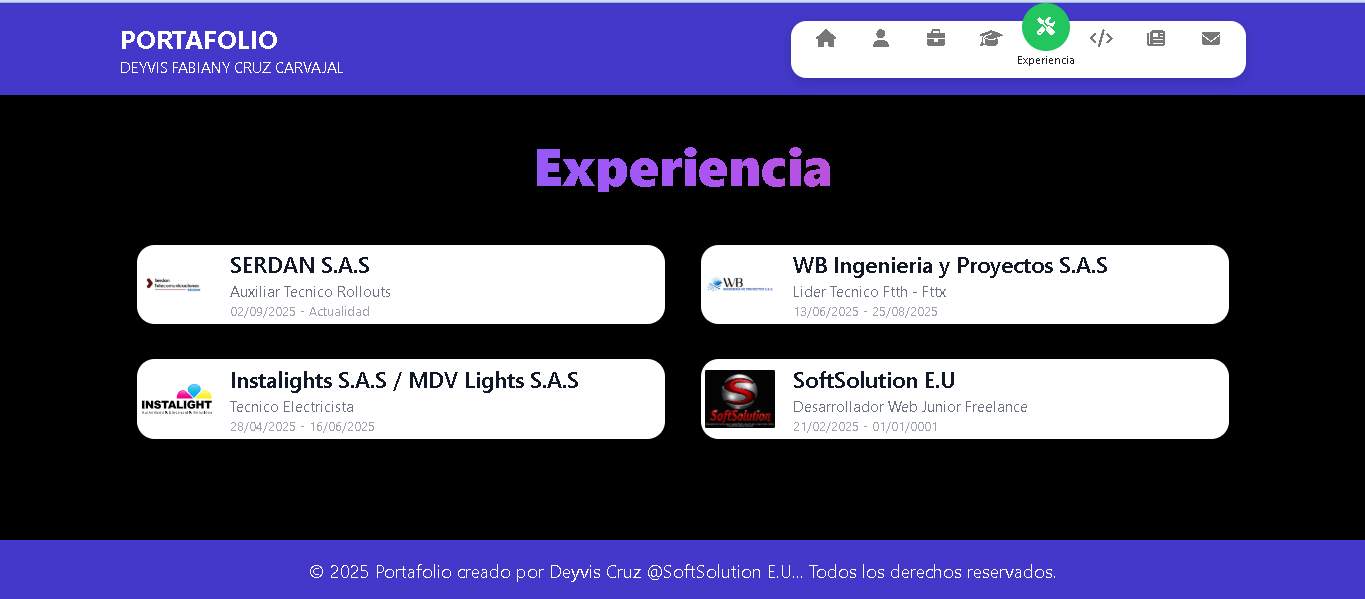 PORTAFOLIO
DEYVIS FABIANY CRUZ CARVAJAL
Experiencia
Experiencia
Serdan
Telecomunicaciones
SERDAN S.A.S
Auxiliar Tecnico Rollouts
02/09/2025 - Actualidad
WB
WB Ingenieria y Proyectos S.A.S
Lider Tecnico Ftth - Fttx
13/06/2025 - 25/08/2025
INSTALIGHT
Instalights S.A.S / MDV Lights S.A.S
Tecnico Electricista
28/04/2025 - 16/06/2025
SoftSolution
SoftSolution E.U
Desarrollador Web Junior Freelance
21/02/2025 - 01/01/0001
© 2025 Portafolio creado por Deyvis Cruz @SoftSolution E.U... Todos los derechos reservados.